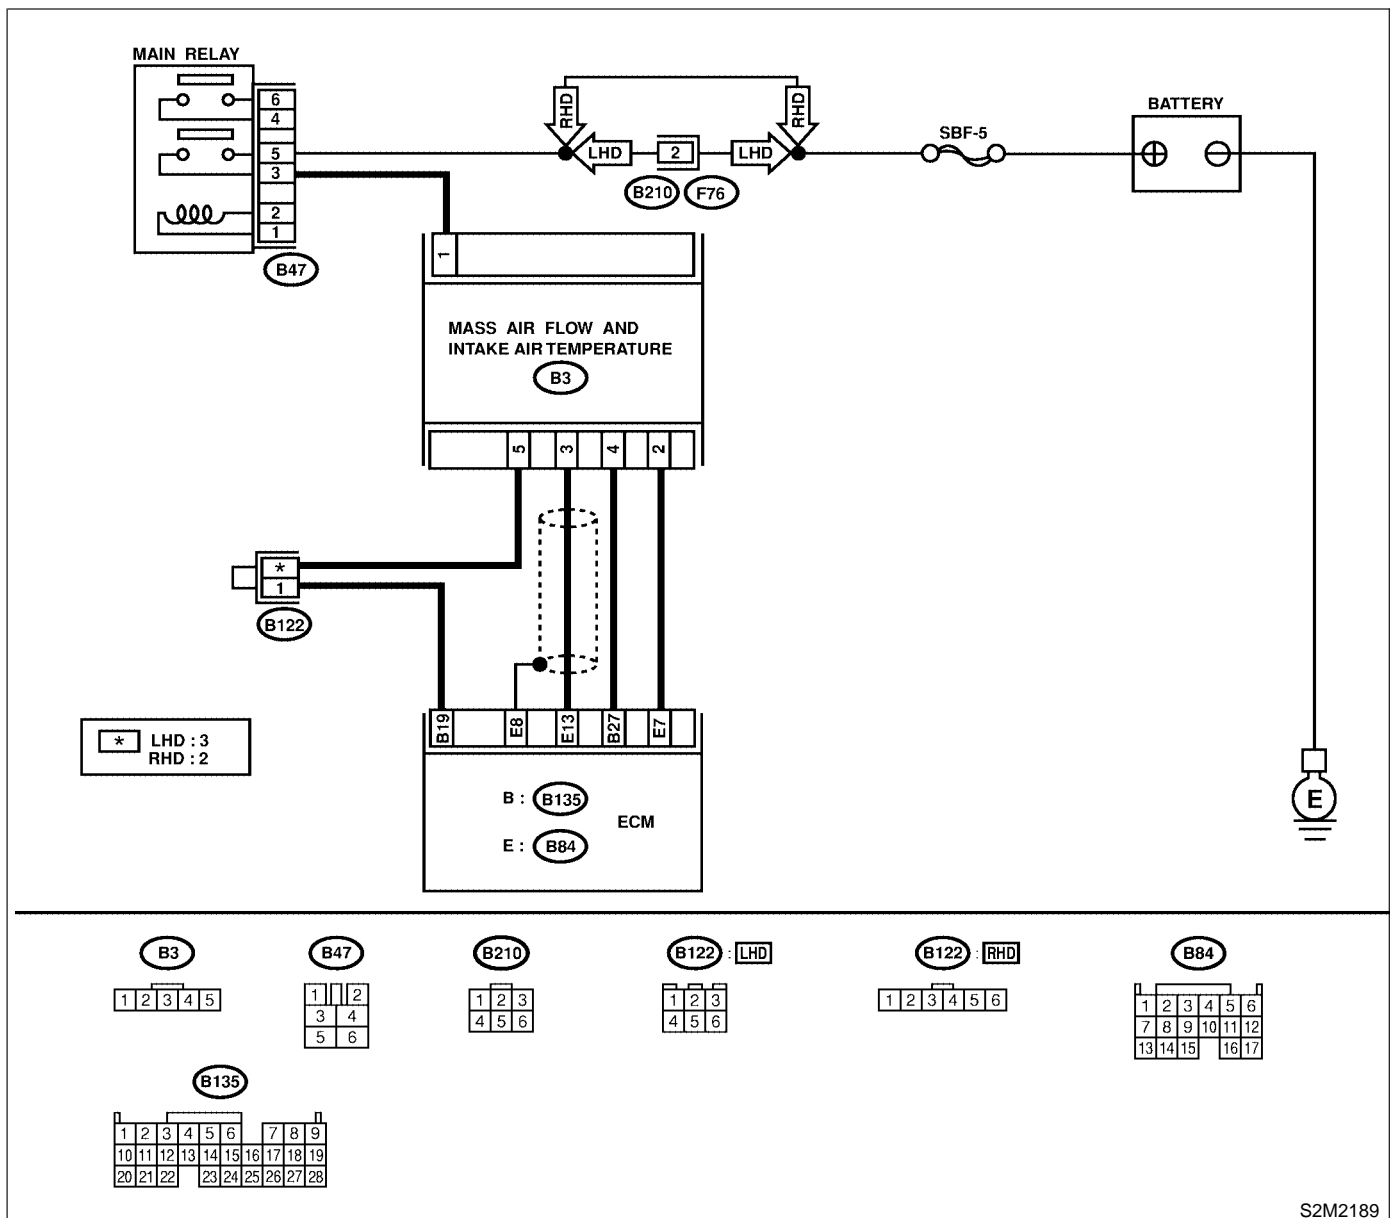 MAIN RELAY
6
4
5
3
2
1
B47
RHD
RHD
LHD
2
LHD
B210
F76
SBF-5
BATTERY
1
MASS AIR FLOW AND
INTAKE AIR TEMPERATURE
B3
5 3 4 2
*
1
B122
* LHD : 3
RHD : 2
B19 E8 E13 B27 E7
B : B135
ECM
E : B84
E
B3
1 2 3 4 5
B47
1 2
3 4
5 6
B210
1 2 3
4 5 6
B122 : LHD
1 2 3
4 5 6
B122 : RHD
1 2 3 4 5 6
B84
1 2 3 4 5 6
7 8 9 10 11 12
13 14 15 16 17
B135
1 2 3 4 5 6 7 8 9
10 11 12 13 14 15 16 17 18 19
20 21 22 23 24 25 26 27 28
S2M2189